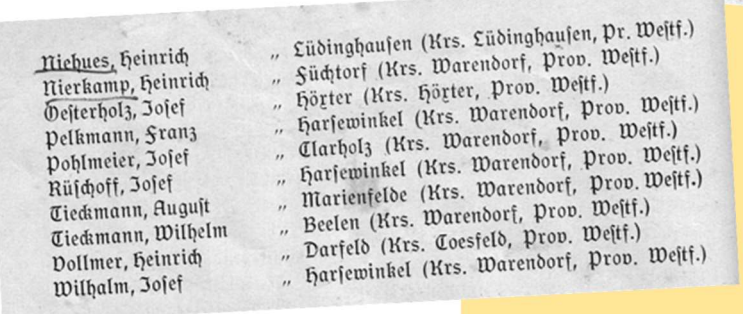 Niehues, Heinrich „ Lüdinghausen (Krs. Lüdinghausen, Pr. Westf.)
Nierkamp, Heinrich „ Füchtorf (Krs. Warendorf, Prov. Westf.)
Oesterholz, Josef „ Höxter (Krs. Höxter, Prov. Westf.)
Pelkmann, Franz „ Harsewinkel (Krs. Warendorf, Prov. Westf.)
Pohlmeier, Josef „ Clarholz (Krs. Warendorf, Prov. Westf.)
Rüschoff, Josef „ Harsewinkel (Krs. Warendorf, Prov. Westf.)
Tieckmann, August „ Marienfelde (Krs. Warendorf, Prov. Westf.)
Tieckmann, Wilhelm „ Beelen (Krs. Warendorf, Prov. Westf.)
Vollmer, Heinrich „ Darfeld (Krs. Coesfeld, Prov. Westf.)
Wilhalm, Josef „ Harsewinkel (Krs. Warendorf, Prov. Westf.)